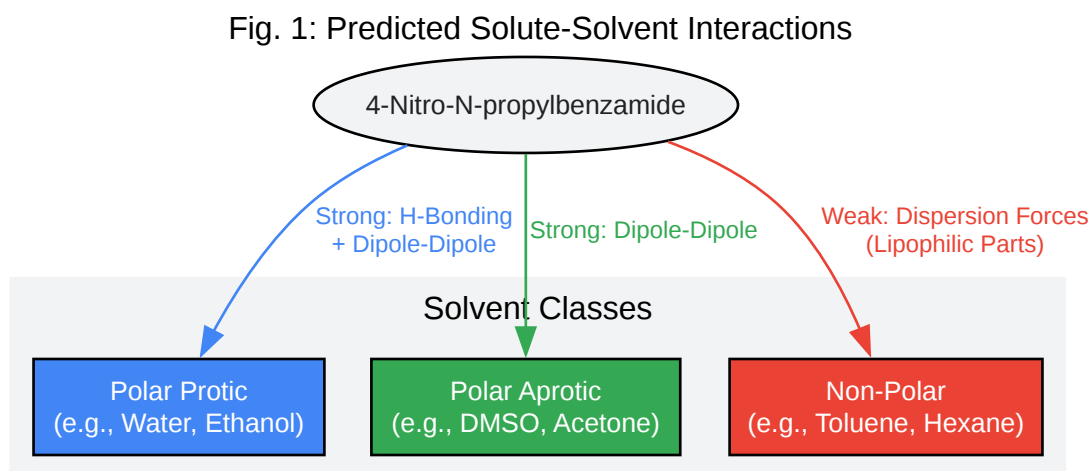 Fig. 1: Predicted Solute-Solvent Interactions
4-Nitro-N-propylbenzamide
Strong: H-Bonding
+ Dipole-Dipole
Strong: Dipole-Dipole
Weak: Dispersion Forces
(Lipophilic Parts)
Solvent Classes
Polar Protic
(e.g., Water, Ethanol)
Polar Aprotic
(e.g., DMSO, Acetone)
Non-Polar
(e.g., Toluene, Hexane)